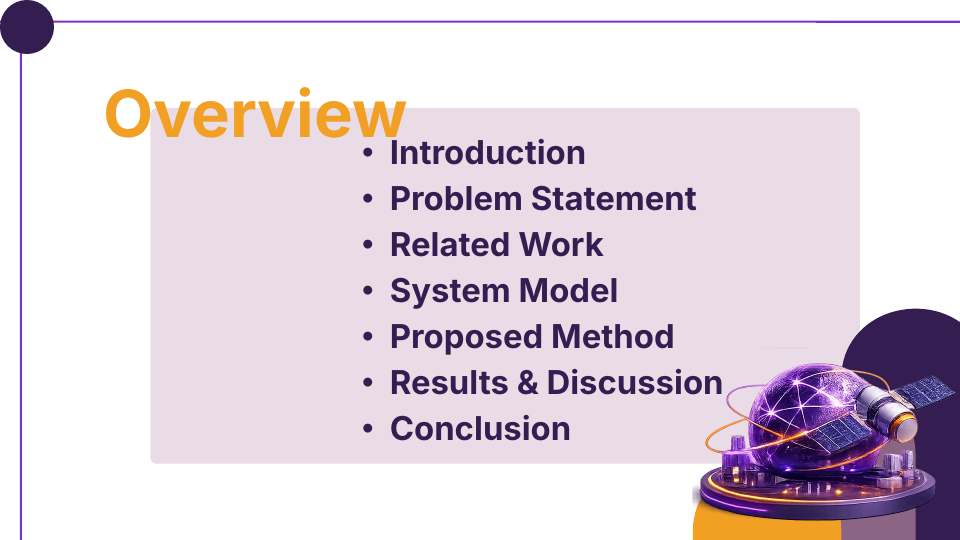 Overview
• Introduction
• Problem Statement
• Related Work
• System Model
• Proposed Method
• Results & Discussion
• Conclusion